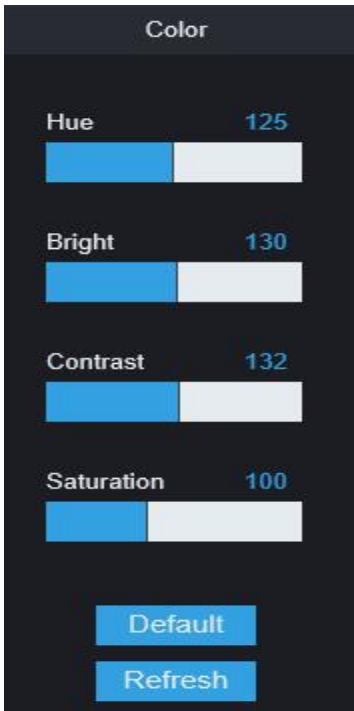 Color
Hue 125
Bright 130
Contrast 132
Saturation 100
Default
Refresh